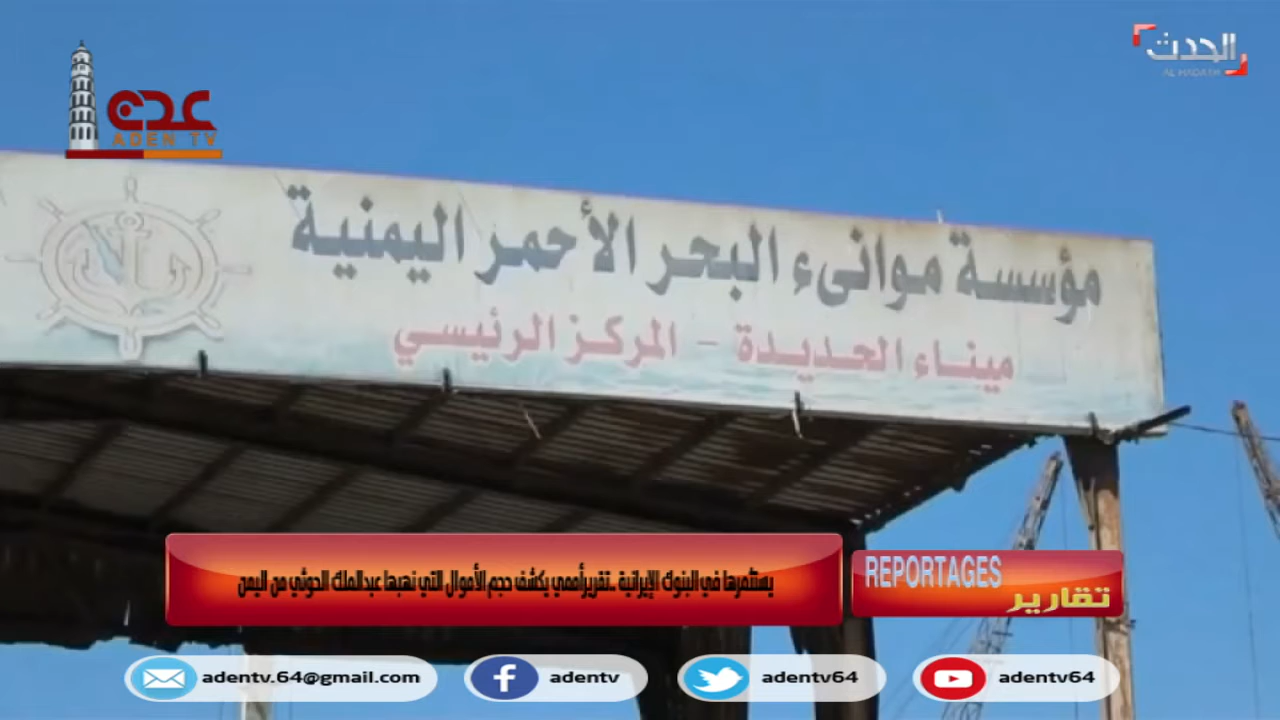 الحدث
AL HADATH
عدن
ADEN TV
مؤسسة موانىء البحر الأحمر اليمنية
ميناء الحديدة - المركز الرئيسي
يستثمرها في البنوك الإيرانية ..تقرير أممي يكشف حجم الأموال التي نهبها عبدالملك الحوثي من اليمن
REPORTAGES
تقارير
adentv.64@gmail.com
adentv
adentv64
adentv64